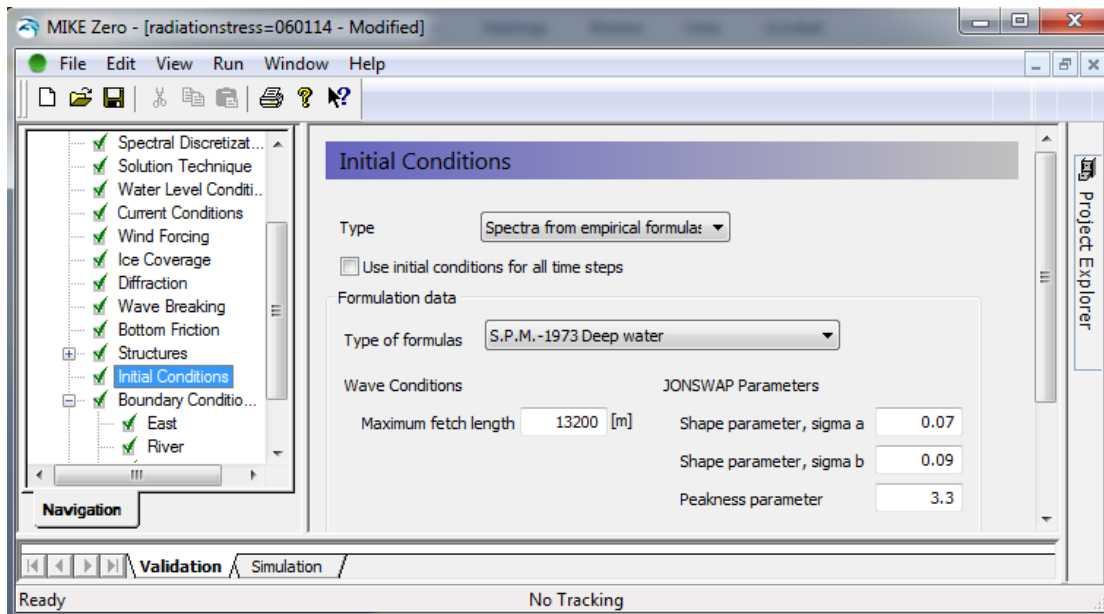 MIKE Zero - [radiationstress=060114 - Modified]
File Edit View Run Window Help
Spectral Discretizat...
Solution Technique
Water Level Conditi..
Current Conditions
Wind Forcing
Ice Coverage
Diffraction
Wave Breaking
Bottom Friction
Structures
Initial Conditions
Boundary Conditio...
East
River
Navigation
Initial Conditions
Type Spectra from empirical formulas
Use initial conditions for all time steps
Formulation data
Type of formulas S.P.M.-1973 Deep water
Wave Conditions JONSWAP Parameters
Maximum fetch length 13200 [m] Shape parameter, sigma a 0.07
Shape parameter, sigma b 0.09
Peakness parameter 3.3
Project Explorer
Validation Simulation
Ready No Tracking